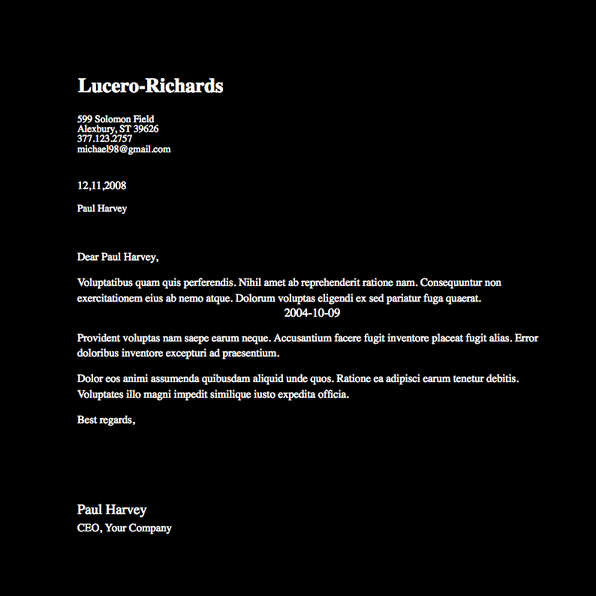 Lucero-Richards
599 Solomon Field
Alexbury, ST 39626
377.123.2757
michael98@gmail.com
12,11,2008
Paul Harvey
Dear Paul Harvey,
Voluptatibus quam quis perferendis. Nihil amet ab reprehenderit ratione nam. Consequuntur non
exercitationem eius ab nemo atque. Dolorum voluptas eligendi ex sed pariatur fuga quaerat.
2004-10-09
Provident voluptas nam saepe earum neque. Accusantium facere fugit inventore placeat fugit alias. Error
doloribus inventore excepturi ad praesentium.
Dolor eos animi assumenda quibusdam aliquid unde quos. Ratione ea adipisci earum tenetur debitis.
Voluptates illo magni impedit similique iusto expedita officia.
Best regards,
Paul Harvey
CEO, Your Company